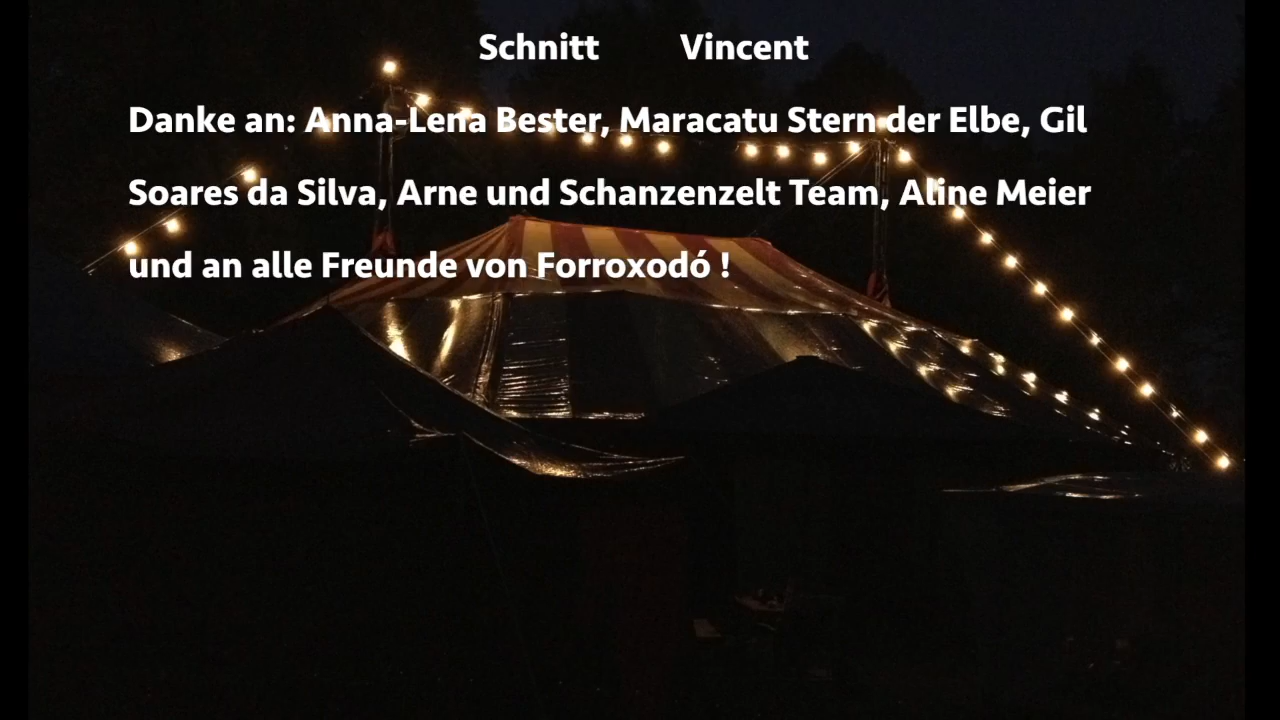 Schnitt Vincent
Danke an: Anna-Lena Bester, Maracatu Stern der Elbe, Gil
Soares da Silva, Arne und Schanzenzelt Team, Aline Meier
und an alle Freunde von Forroxodó !